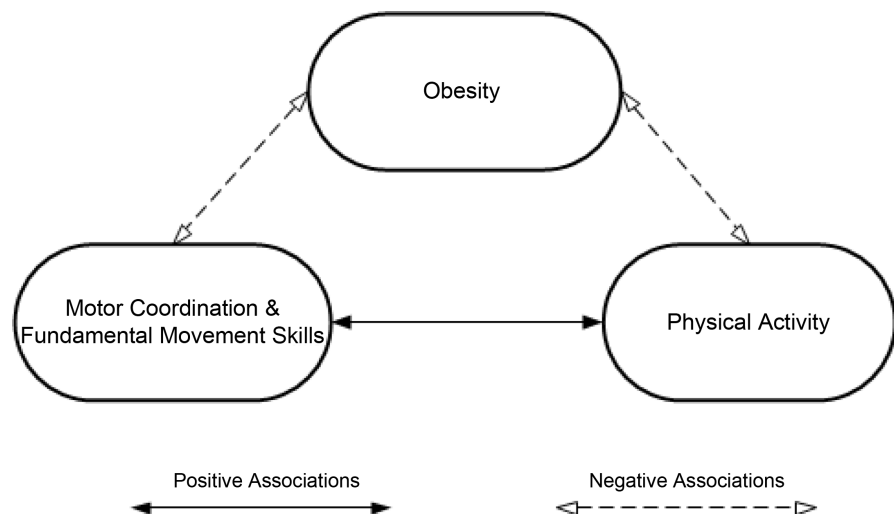 Obesity
Motor Coordination &
Fundamental Movement Skills
Physical Activity
Positive Associations
Negative Associations